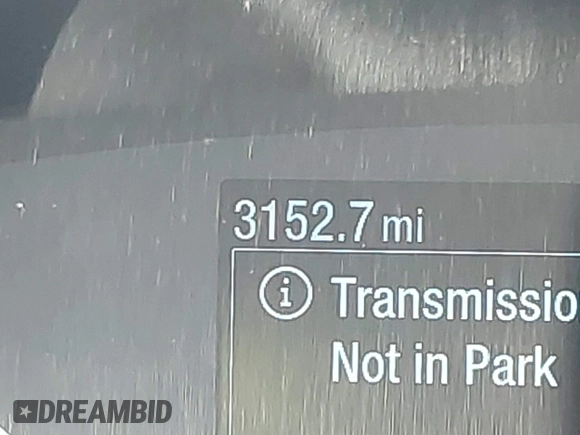 3152.7 mi
i Transmissio
Not in Park
DREAMBID